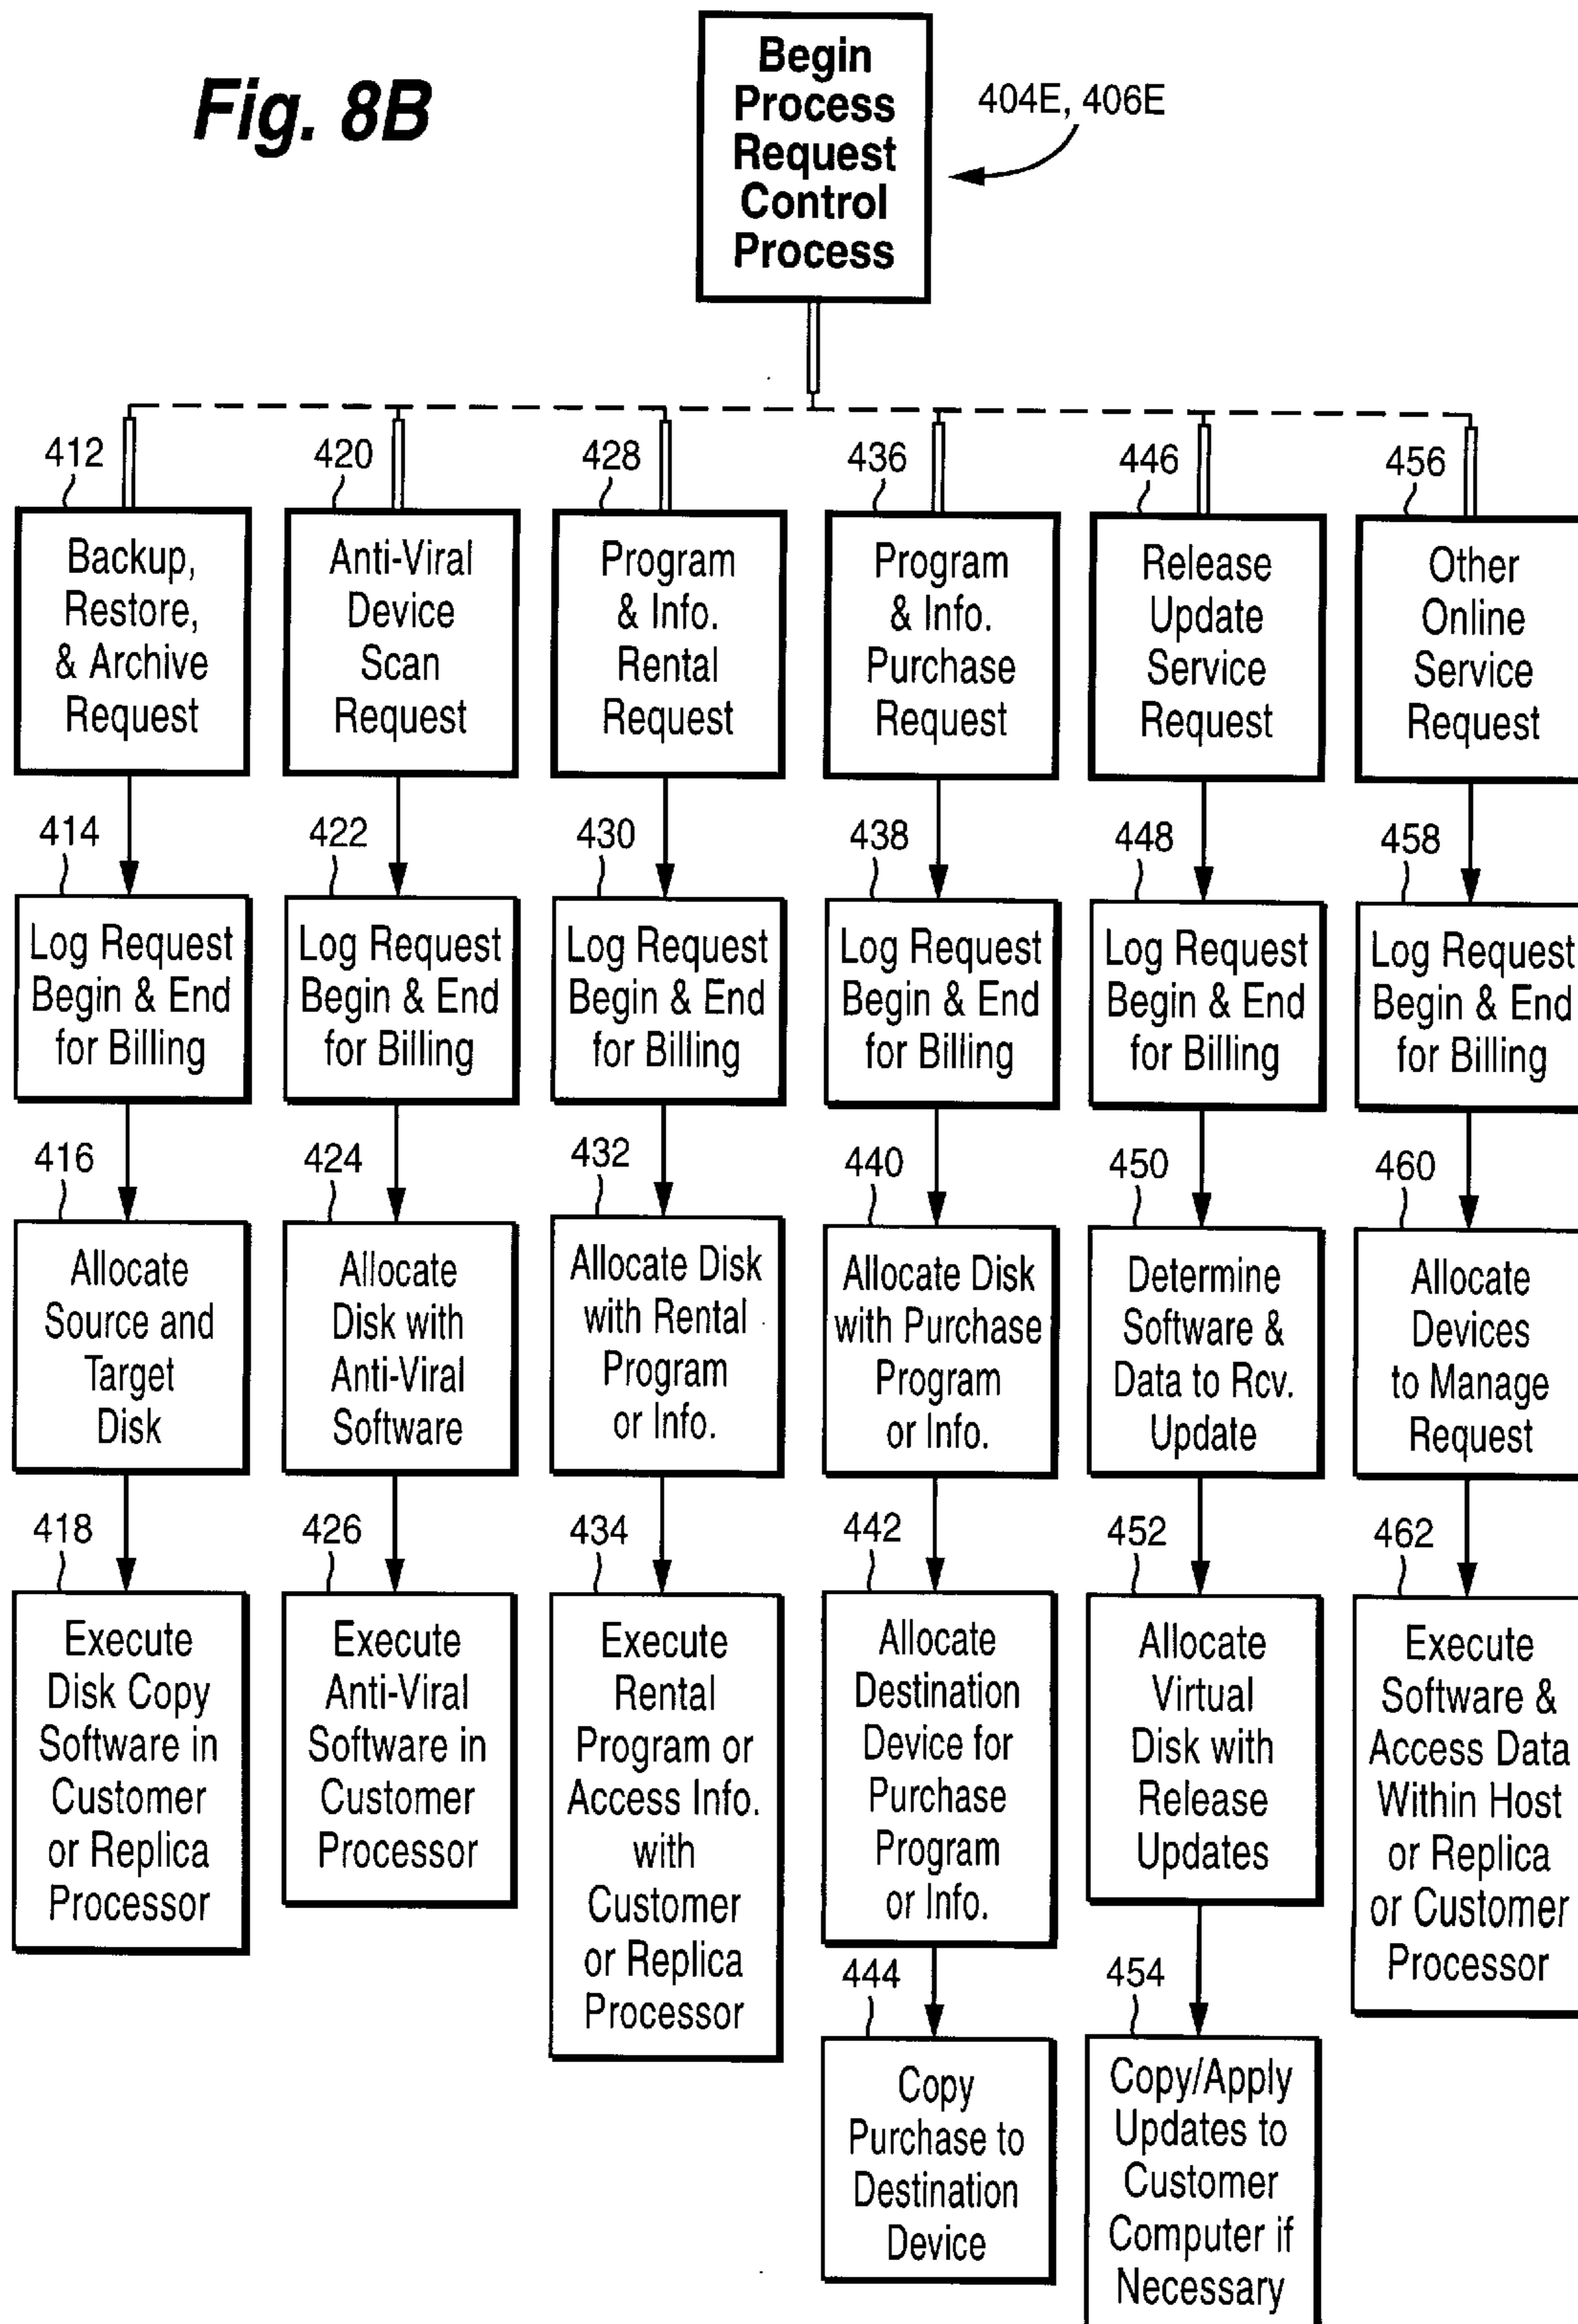 Fig. 8B
Begin
Process
Request
Control
Process
404E, 406E
412
Backup,
Restore,
& Archive
Request
414
Log Request
Begin & End
for Billing
416
Allocate
Source and
Target
Disk
418
Execute
Disk Copy
Software in
Customer
or Replica
Processor
420
Anti-Viral
Device
Scan
Request
422
Log Request
Begin & End
for Billing
424
Allocate
Disk with
Anti-Viral
Software
426
Execute
Anti-Viral
Software in
Customer
Processor
428
Program
& Info.
Rental
Request
430
Log Request
Begin & End
for Billing
432
Allocate Disk
with Rental
Program
or Info.
434
Execute
Rental
Program or
Access Info.
with
Customer
or Replica
Processor
436
Program
& Info.
Purchase
Request
438
Log Request
Begin & End
for Billing
440
Allocate Disk
with Purchase
Program
or Info.
442
Allocate
Destination
Device for
Purchase
Program
or Info.
444
Copy
Purchase to
Destination
Device
446
Release
Update
Service
Request
448
Log Request
Begin & End
for Billing
450
Determine
Software &
Data to Rcv.
Update
452
Allocate
Virtual
Disk with
Release
Updates
454
Copy/Apply
Updates to
Customer
Computer if
Necessary
456
Other
Online
Service
Request
458
Log Request
Begin & End
for Billing
460
Allocate
Devices
to Manage
Request
462
Execute
Software &
Access Data
Within Host
or Replica
or Customer
Processor